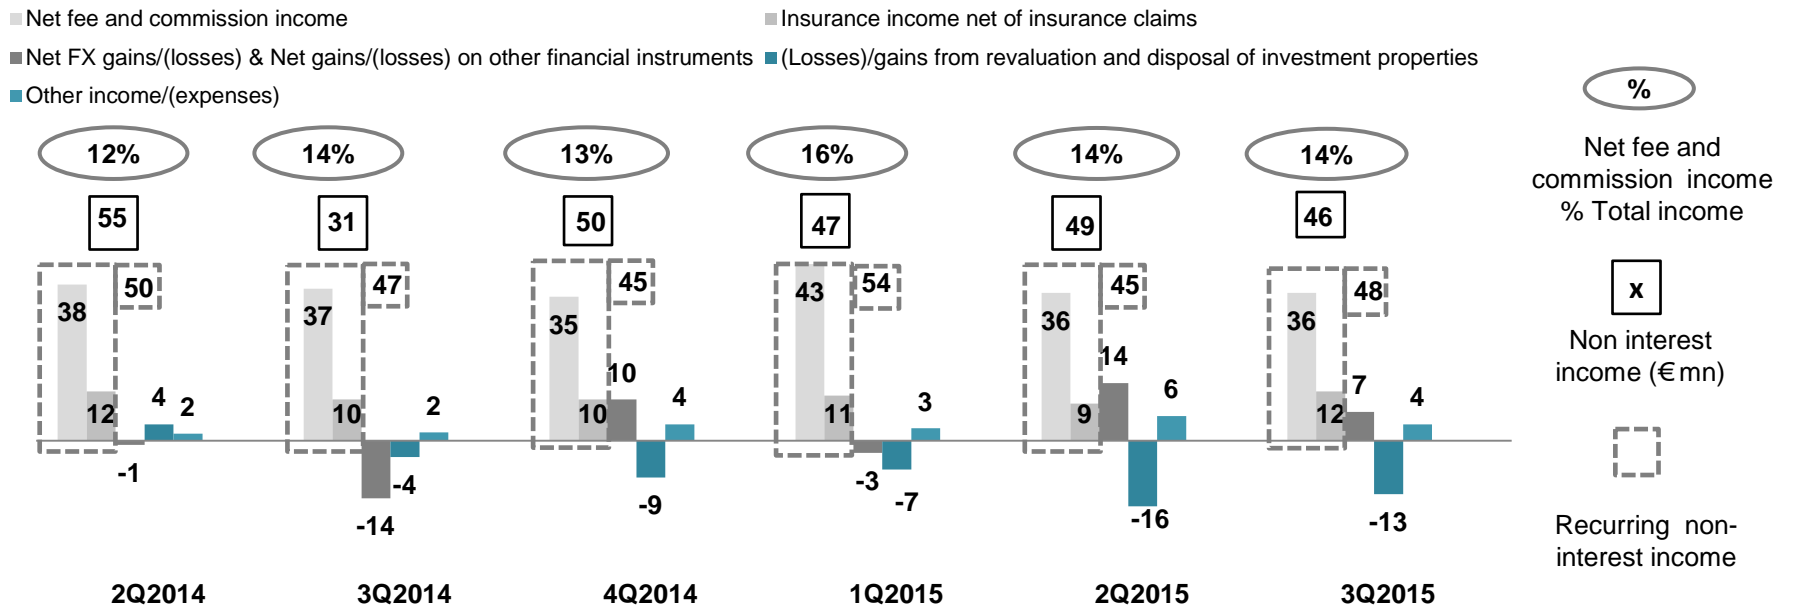 Net fee and commission income
Insurance income net of insurance claims
Net FX gains/(losses) & Net gains/(losses) on other financial instruments
(Losses)/gains from revaluation and disposal of investment properties
Other income/(expenses)
12%
14%
13%
16%
14%
14%
55
31
50
47
49
46
50
47
45
54
45
48
38
12
-1
4
2
37
10
-14
-4
2
35
10
10
-9
4
43
11
-3
-7
3
36
9
14
-16
6
36
12
7
-13
4
2Q2014
3Q2014
4Q2014
1Q2015
2Q2015
3Q2015
%
Net fee and
commission income
% Total income
x
Non interest
income (€mn)
Recurring non-
interest income